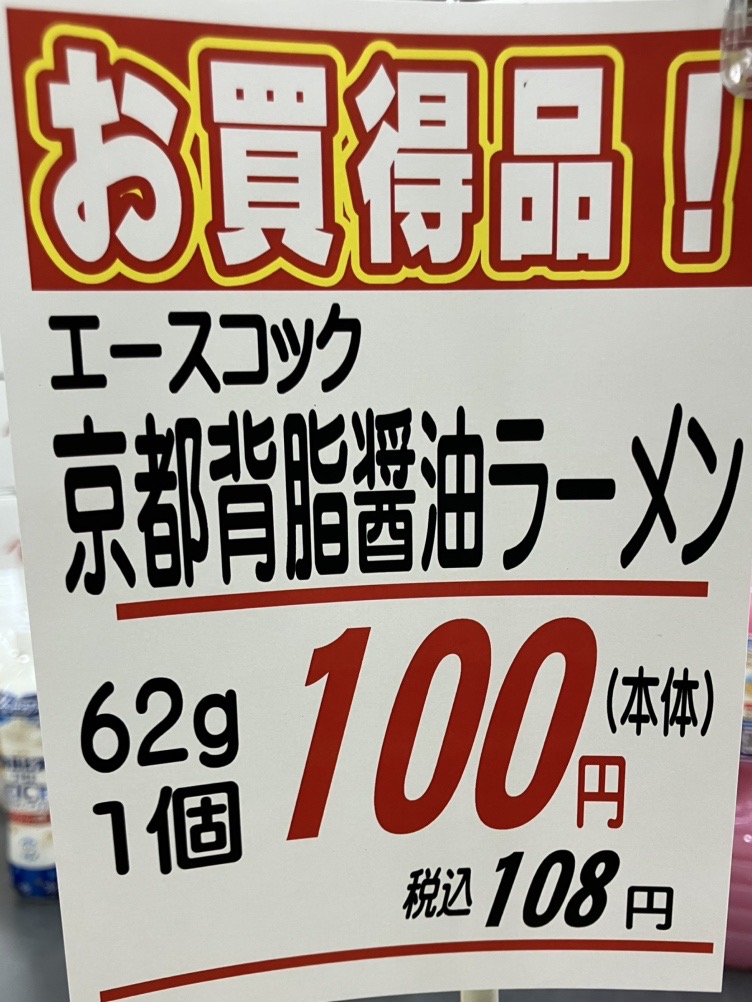 お買得品！
エースコック
京都背脂醤油ラーメン
62g
1個
100円(本体)
税込108円